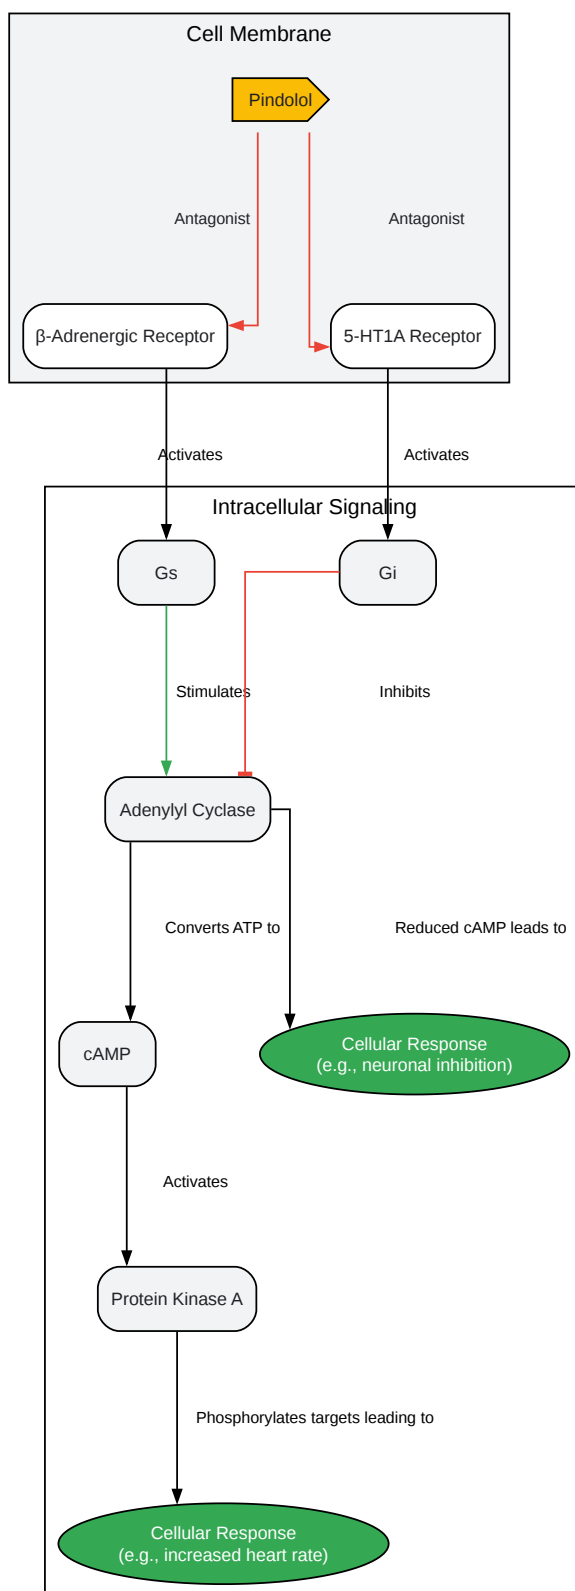 Cell Membrane
Pindolol
Antagonist
Antagonist
β-Adrenergic Receptor
5-HT1A Receptor
Activates
Activates
Intracellular Signaling
Gs
Gi
Stimulates
Inhibits
Adenylyl Cyclase
Converts ATP to
Reduced cAMP leads to
cAMP
Cellular Response
(e.g., neuronal inhibition)
Activates
Protein Kinase A
Phosphorylates targets leading to
Cellular Response
(e.g., increased heart rate)